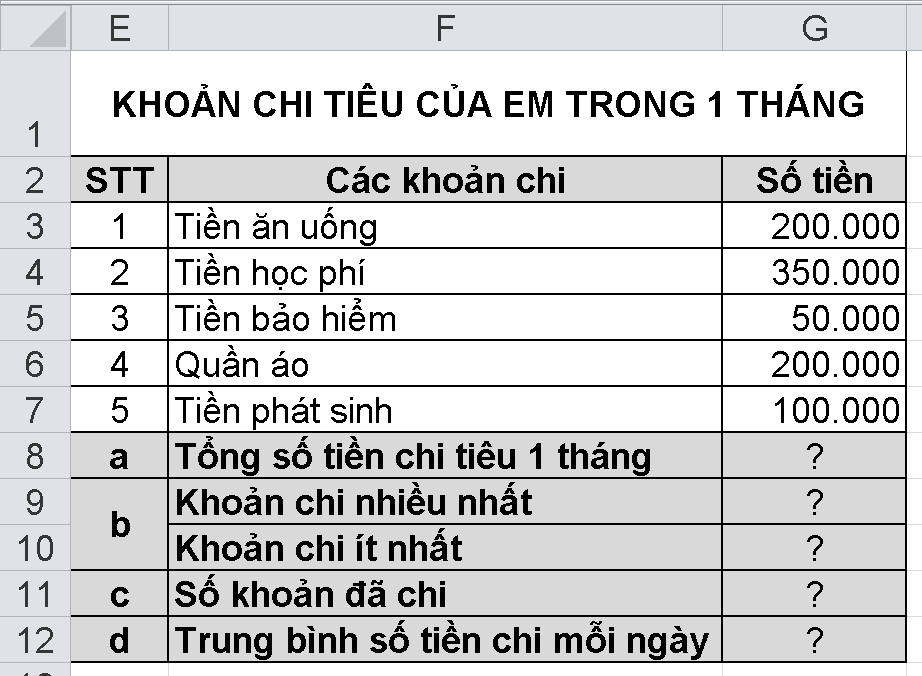 E F G
1 KHOẢN CHI TIÊU CỦA EM TRONG 1 THÁNG
2 STT Các khoản chi Số tiền
3 1 Tiền ăn uống 200.000
4 2 Tiền học phí 350.000
5 3 Tiền bảo hiểm 50.000
6 4 Quần áo 200.000
7 5 Tiền phát sinh 100.000
8 a Tổng số tiền chi tiêu 1 tháng ?
9 b Khoản chi nhiều nhất ?
10 Khoản chi ít nhất ?
11 c Số khoản đã chi ?
12 d Trung bình số tiền chi mỗi ngày ?